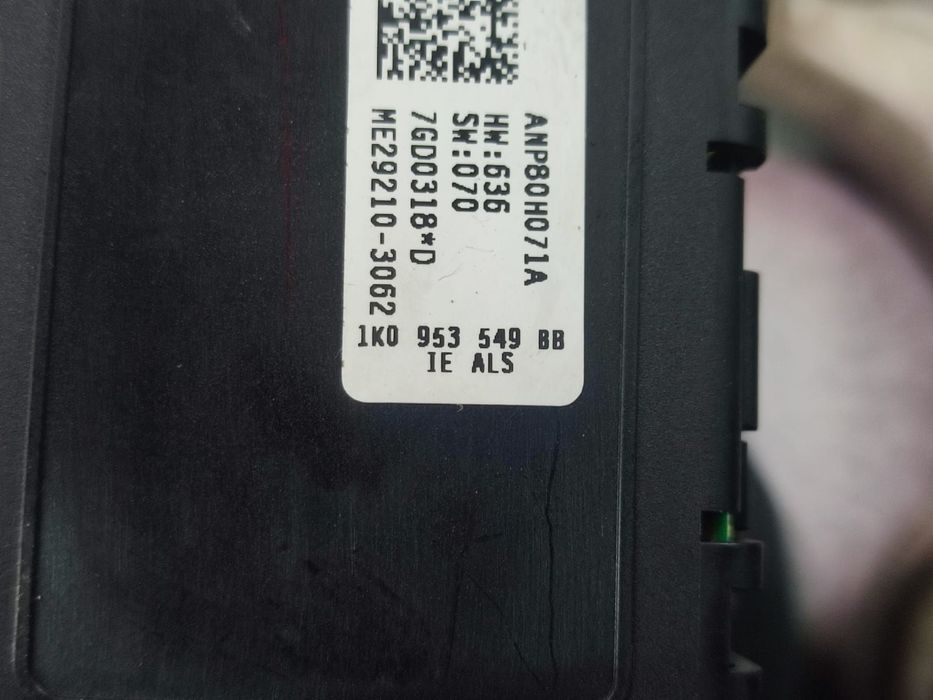 ANP80H071A
HW:636
SW:070
7GD0318*D
ME29210-3062
1K0 953 549 BB
IE ALS